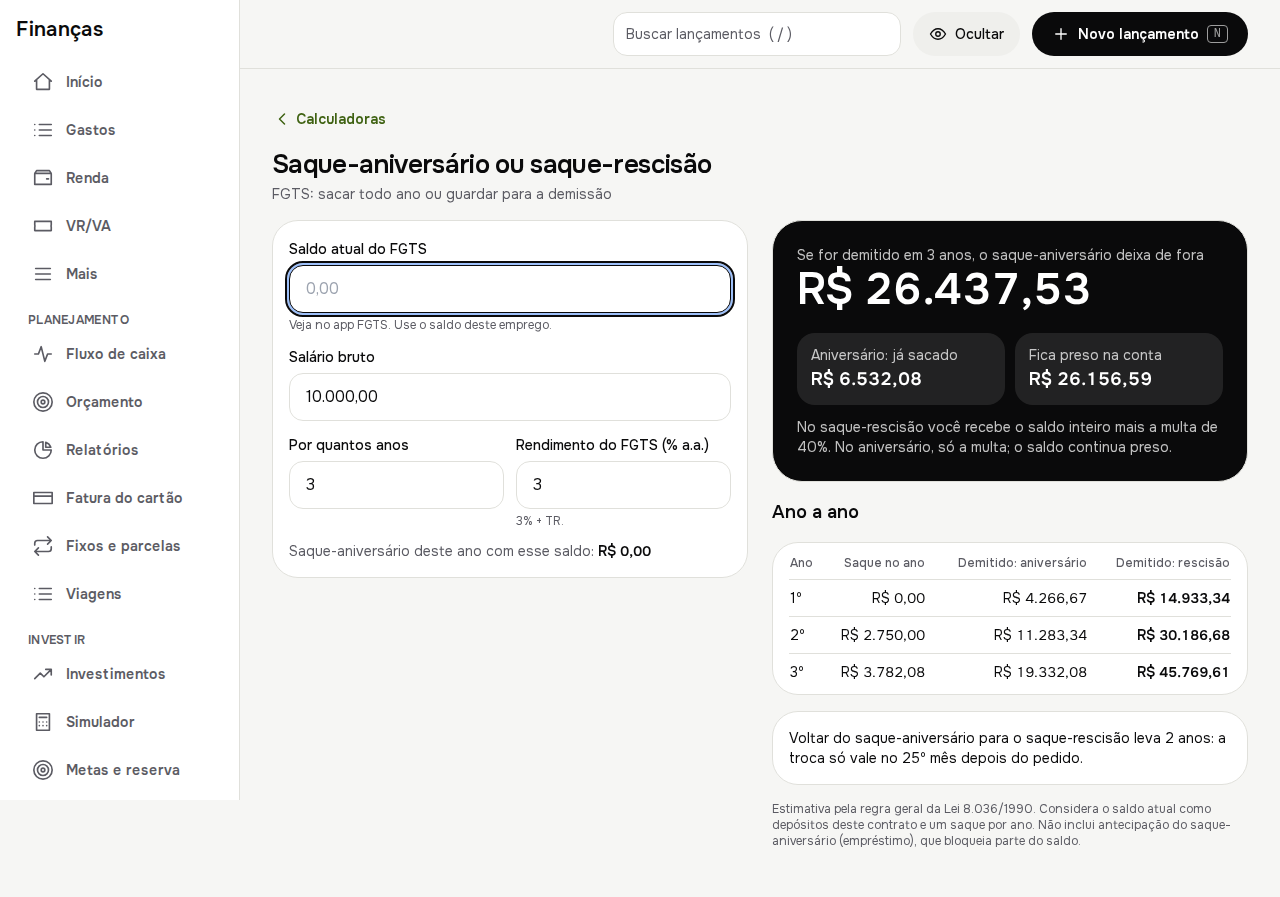 Finanças
Buscar lançamentos ( / )
Ocultar
Novo lançamento N
Início
Gastos
Renda
VR/VA
Mais
PLANEJAMENTO
Fluxo de caixa
Orçamento
Relatórios
Fatura do cartão
Fixos e parcelas
Viagens
INVESTIR
Investimentos
Simulador
Metas e reserva
Calculadoras
Saque-aniversário ou saque-rescisão
FGTS: sacar todo ano ou guardar para a demissão
Saldo atual do FGTS
0,00
Veja no app FGTS. Use o saldo deste emprego.
Salário bruto
10.000,00
Por quantos anos
3
Rendimento do FGTS (% a.a.)
3
3% + TR.
Saque-aniversário deste ano com esse saldo: R$ 0,00
Se for demitido em 3 anos, o saque-aniversário deixa de fora
R$ 26.437,53
Aniversário: já sacado
R$ 6.532,08
Fica preso na conta
R$ 26.156,59
No saque-rescisão você recebe o saldo inteiro mais a multa de
40%. No aniversário, só a multa; o saldo continua preso.
Ano a ano
Ano Saque no ano Demitido: aniversário Demitido: rescisão
1º R$ 0,00 R$ 4.266,67 R$ 14.933,34
2º R$ 2.750,00 R$ 11.283,34 R$ 30.186,68
3º R$ 3.782,08 R$ 19.332,08 R$ 45.769,61
Voltar do saque-aniversário para o saque-rescisão leva 2 anos: a
troca só vale no 25º mês depois do pedido.
Estimativa pela regra geral da Lei 8.036/1990. Considera o saldo atual como
depósitos deste contrato e um saque por ano. Não inclui antecipação do saque-
aniversário (empréstimo), que bloqueia parte do saldo.